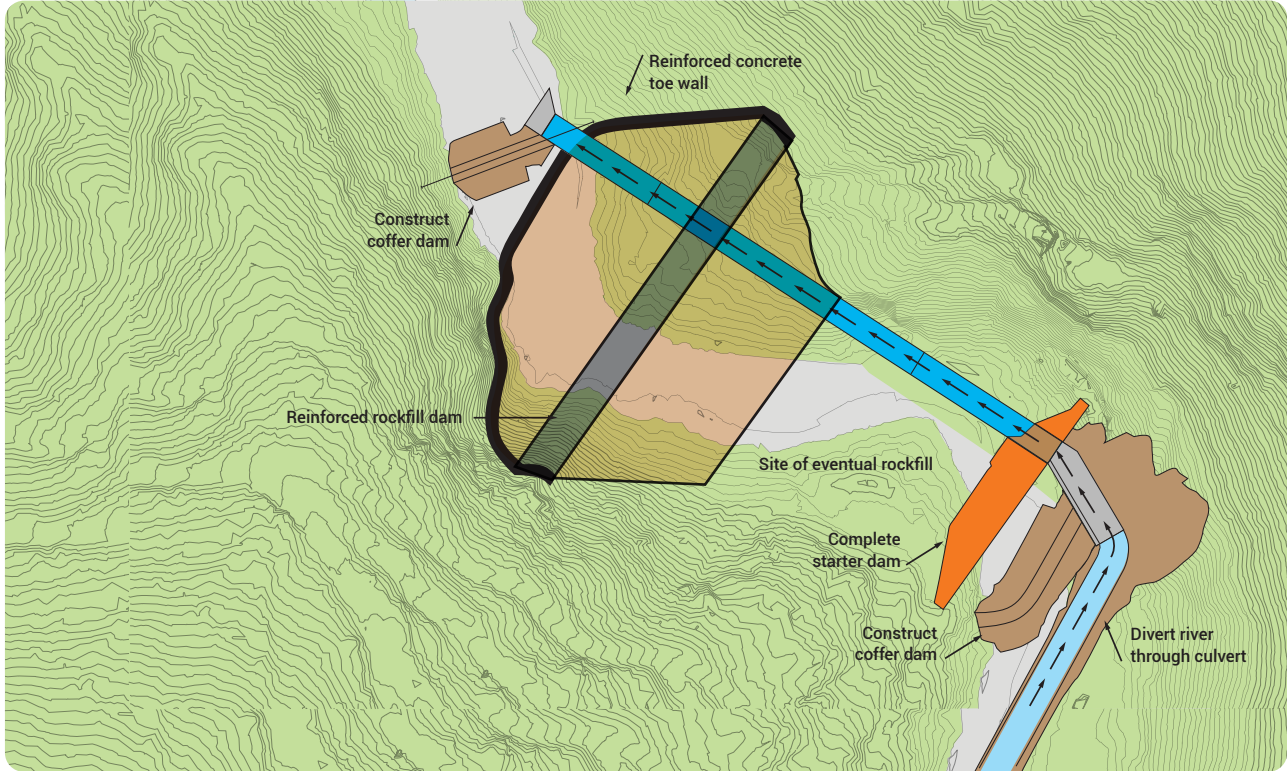 Reinforced concrete
toe wall
Construct
coffer dam
Reinforced rockfill dam
Site of eventual rockfill
Complete
starter dam
Construct
coffer dam
Divert river
through culvert